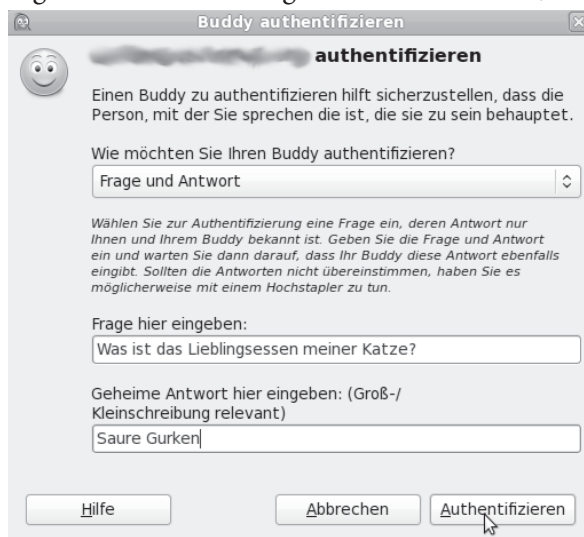 Buddy authentifizieren
authentifizieren
Einen Buddy zu authentifizieren hilft sicherzustellen, dass die
Person, mit der Sie sprechen die ist, die sie zu sein behauptet.
Wie möchten Sie Ihren Buddy authentifizieren?
Frage und Antwort
Wählen Sie zur Authentifizierung eine Frage ein, deren Antwort nur
Ihnen und Ihrem Buddy bekannt ist. Geben Sie die Frage und Antwort
ein und warten Sie dann darauf, dass Ihr Buddy diese Antwort ebenfalls
eingibt. Sollten die Antworten nicht übereinstimmen, haben Sie es
möglicherweise mit einem Hochstapler zu tun.
Frage hier eingeben:
Was ist das Lieblingsessen meiner Katze?
Geheime Antwort hier eingeben: (Groß-/
Kleinschreibung relevant)
Saure Gurken
Hilfe Abbrechen Authentifizieren